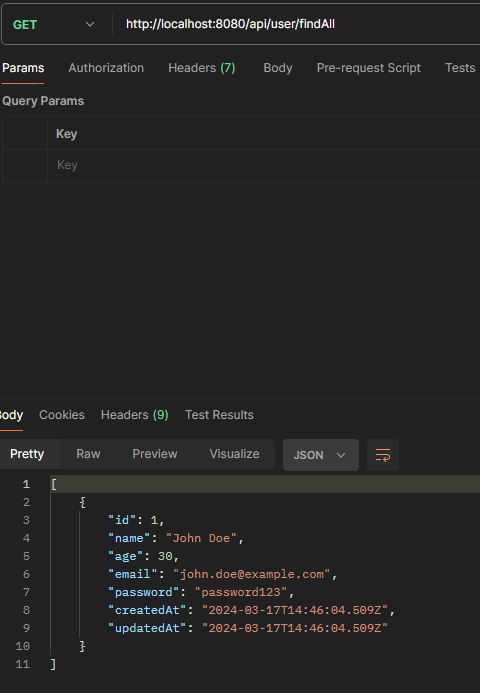 GET http://localhost:8080/api/user/findAll
Params Authorization Headers (7) Body Pre-request Script Tests
Query Params
Key
Key
Body Cookies Headers (9) Test Results
Pretty Raw Preview Visualize JSON
1 [
2 {
3 "id": 1,
4 "name": "John Doe",
5 "age": 30,
6 "email": "john.doe@example.com",
7 "password": "password123",
8 "createdAt": "2024-03-17T14:46:04.509Z",
9 "updatedAt": "2024-03-17T14:46:04.509Z"
10 }
11 ]